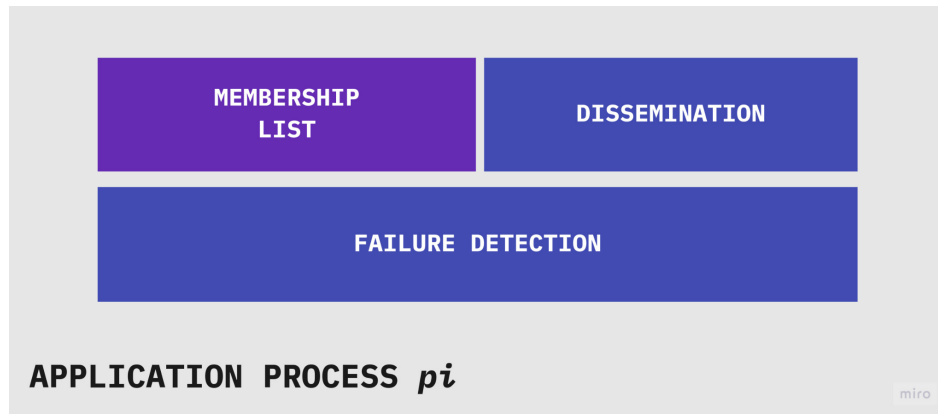 MEMBERSHIP
LIST
DISSEMINATION
FAILURE DETECTION
APPLICATION PROCESS pi
miro